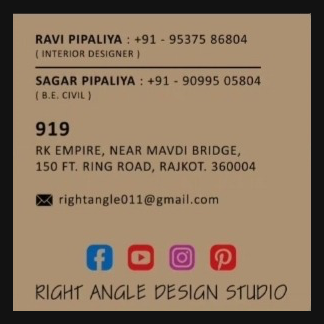 RAVI PIPALIYA : +91 - 95375 86804
( INTERIOR DESIGNER )
SAGAR PIPALIYA : +91 - 90995 05804
( B.E. CIVIL )
919
RK EMPIRE, NEAR MAVDI BRIDGE,
150 FT. RING ROAD, RAJKOT. 360004
rightangle011@gmail.com
RIGHT ANGLE DESIGN STUDIO